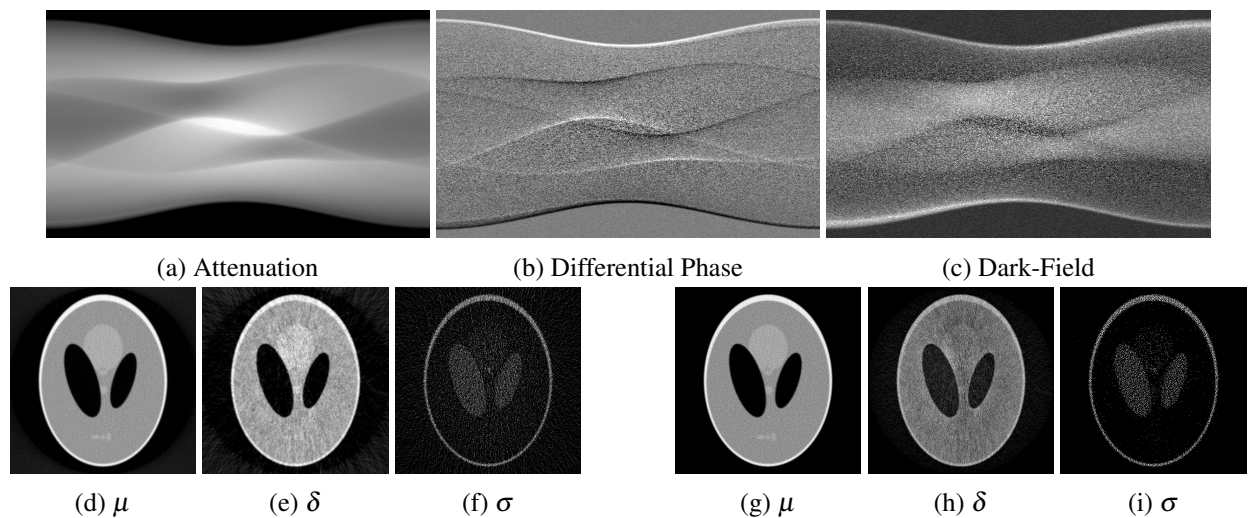 (a) Attenuation (b) Differential Phase (c) Dark-Field
(d) μ (e) δ (f) σ (g) μ (h) δ (i) σ